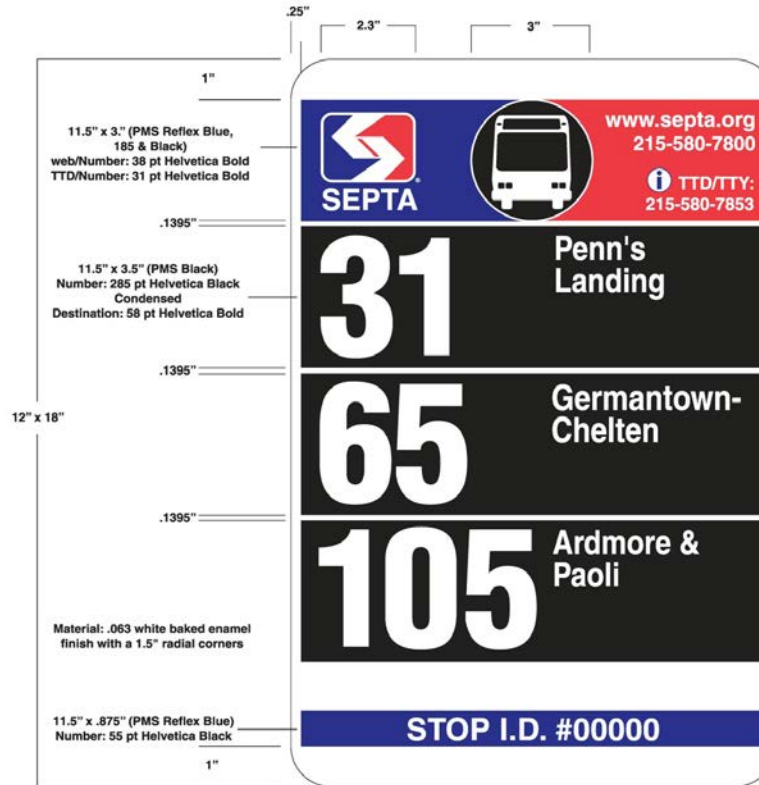 .25”
2.3”
3”
1”
11.5” x 3.” (PMS Reflex Blue,
185 & Black)
web/Number: 38 pt Helvetica Bold
TTD/Number: 31 pt Helvetica Bold
SEPTA
®
www.septa.org
215-580-7800
i TTD/TTY:
215-580-7853
.1395”
11.5” x 3.5” (PMS Black)
Number: 285 pt Helvetica Black
Condensed
Destination: 58 pt Helvetica Bold
31
Penn's
Landing
.1395”
12” x 18”
65
Germantown-
Chelten
.1395”
105
Ardmore &
Paoli
Material: .063 white baked enamel
finish with a 1.5” radial corners
11.5” x .875” (PMS Reflex Blue)
Number: 55 pt Helvetica Black
STOP I.D. #00000
1”